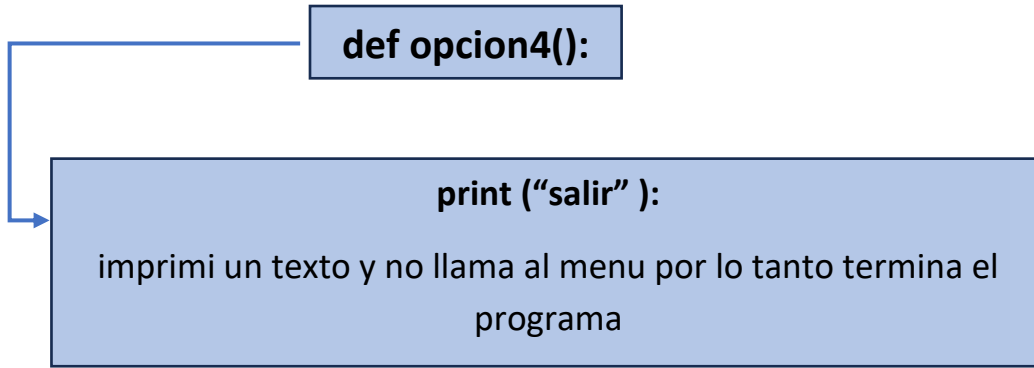 def opcion4():
print (“salir” ):
imprimi un texto y no llama al menu por lo tanto termina el
programa